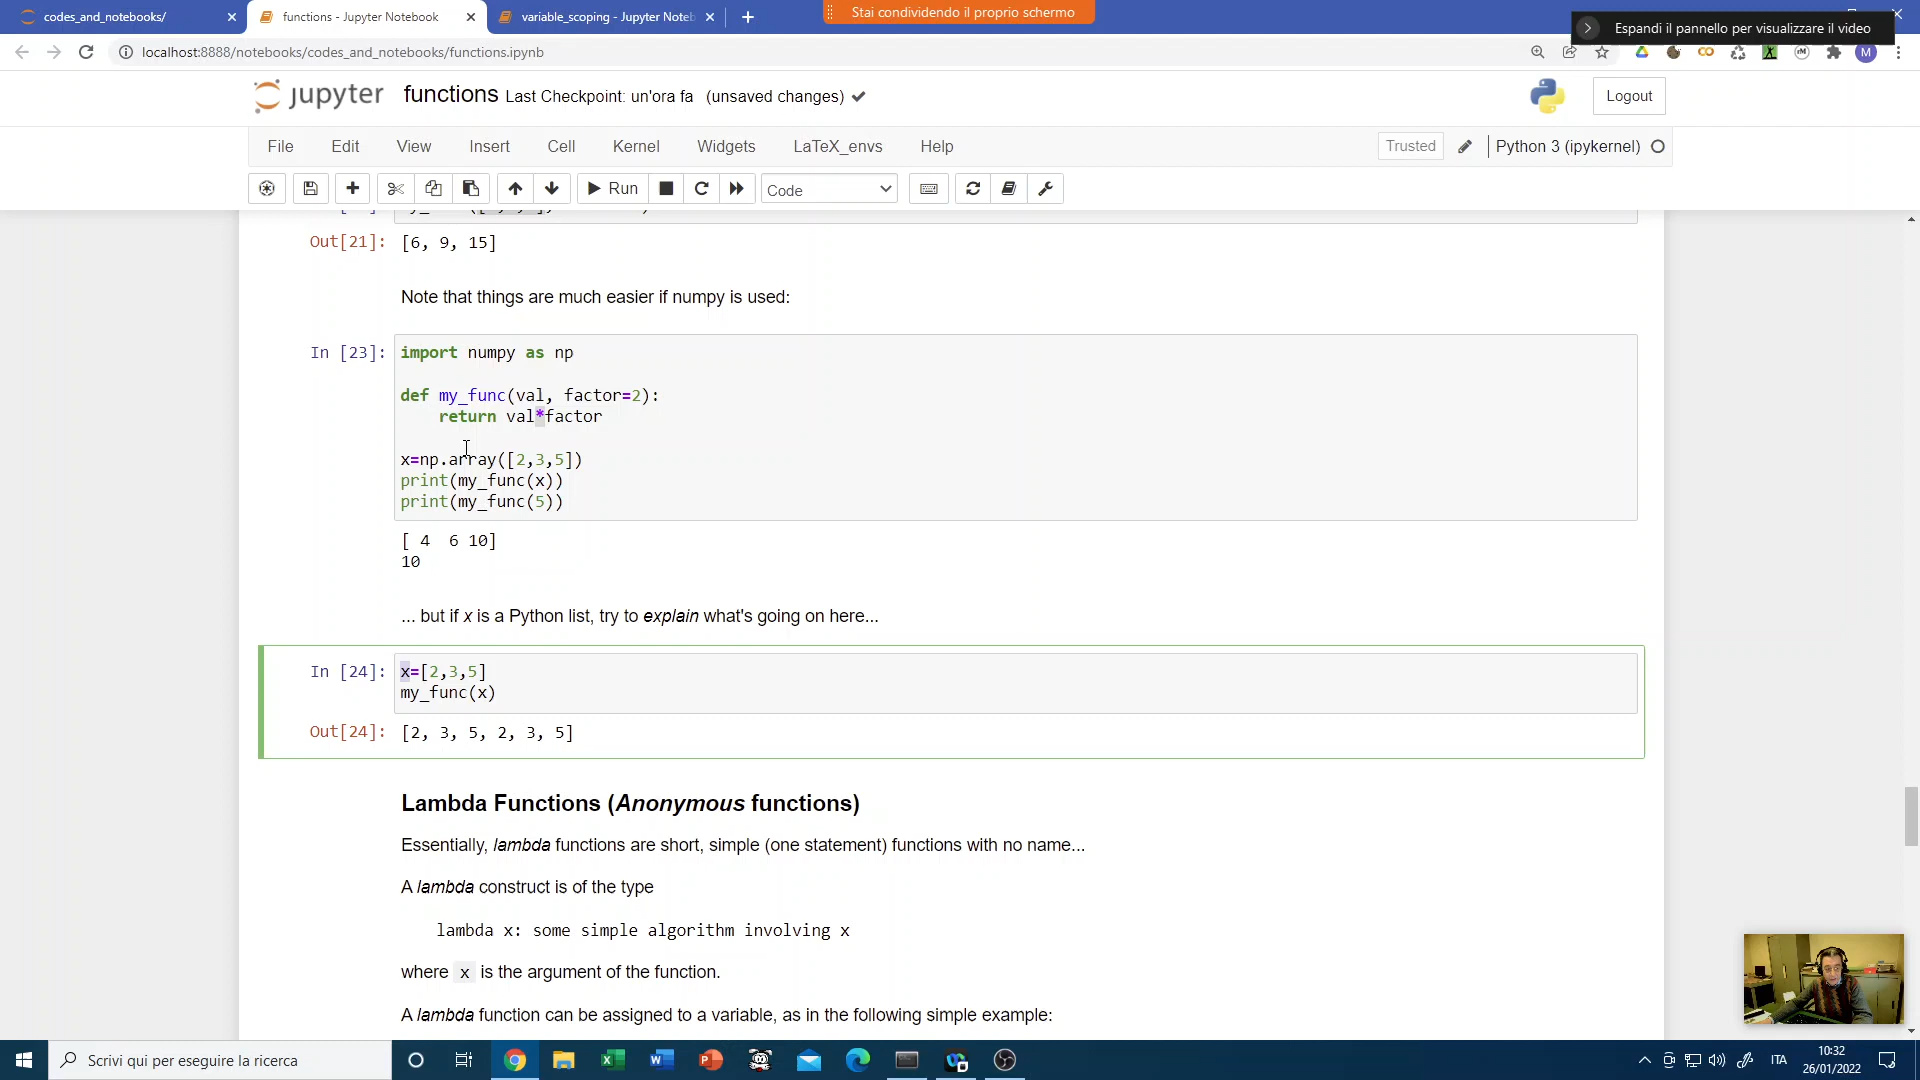 codes_and_notebooks/
functions - Jupyter Notebook
variable_scoping - Jupyter Noteb
Stai condividendo il proprio schermo
Espandi il pannello per visualizzare il video
localhost:8888/notebooks/codes_and_notebooks/functions.ipynb
M
jupyter functions Last Checkpoint: un'ora fa (unsaved changes)
Logout
File Edit View Insert Cell Kernel Widgets LaTeX_envs Help
Trusted
Python 3 (ipykernel)
Run
Code
Out[21]: [6, 9, 15]
Note that things are much easier if numpy is used:
In [23]: import numpy as np
def my_func(val, factor=2):
return val*factor
x=np.array([2,3,5])
print(my_func(x))
print(my_func(5))
[ 4  6 10]
10
... but if x is a Python list, try to explain what's going on here...
In [24]: x=[2,3,5]
my_func(x)
Out[24]: [2, 3, 5, 2, 3, 5]
Lambda Functions (Anonymous functions)
Essentially, lambda functions are short, simple (one statement) functions with no name...
A lambda construct is of the type
lambda x: some simple algorithm involving x
where x is the argument of the function.
A lambda function can be assigned to a variable, as in the following simple example:
Scrivi qui per eseguire la ricerca
ITA
10:32
26/01/2022